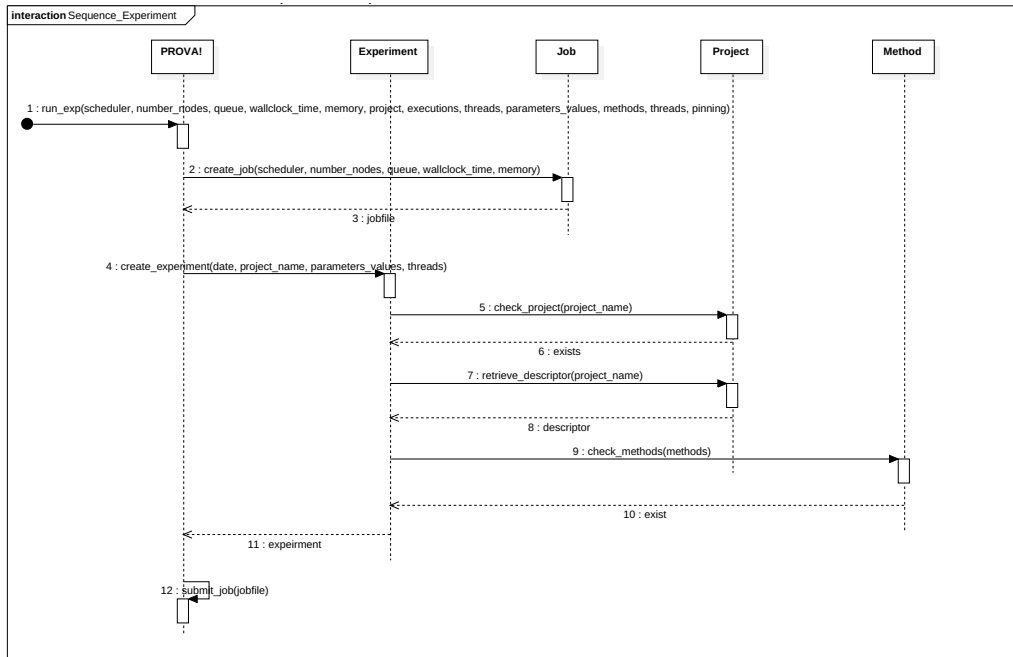 interaction Sequence_Experiment
PROVA!
Experiment
Job
Project
Method
1 : run_exp(scheduler, number_nodes, queue, wallclock_time, memory, project, executions, threads, parameters_values, methods, threads, pinning)
2 : create_job(scheduler, number_nodes, queue, wallclock_time, memory)
3 : jobfile
4 : create_experiment(date, project_name, parameters_values, threads)
5 : check_project(project_name)
6 : exists
7 : retrieve_descriptor(project_name)
8 : descriptor
9 : check_methods(methods)
10 : exist
11 : expeirment
12 : submit_job(jobfile)